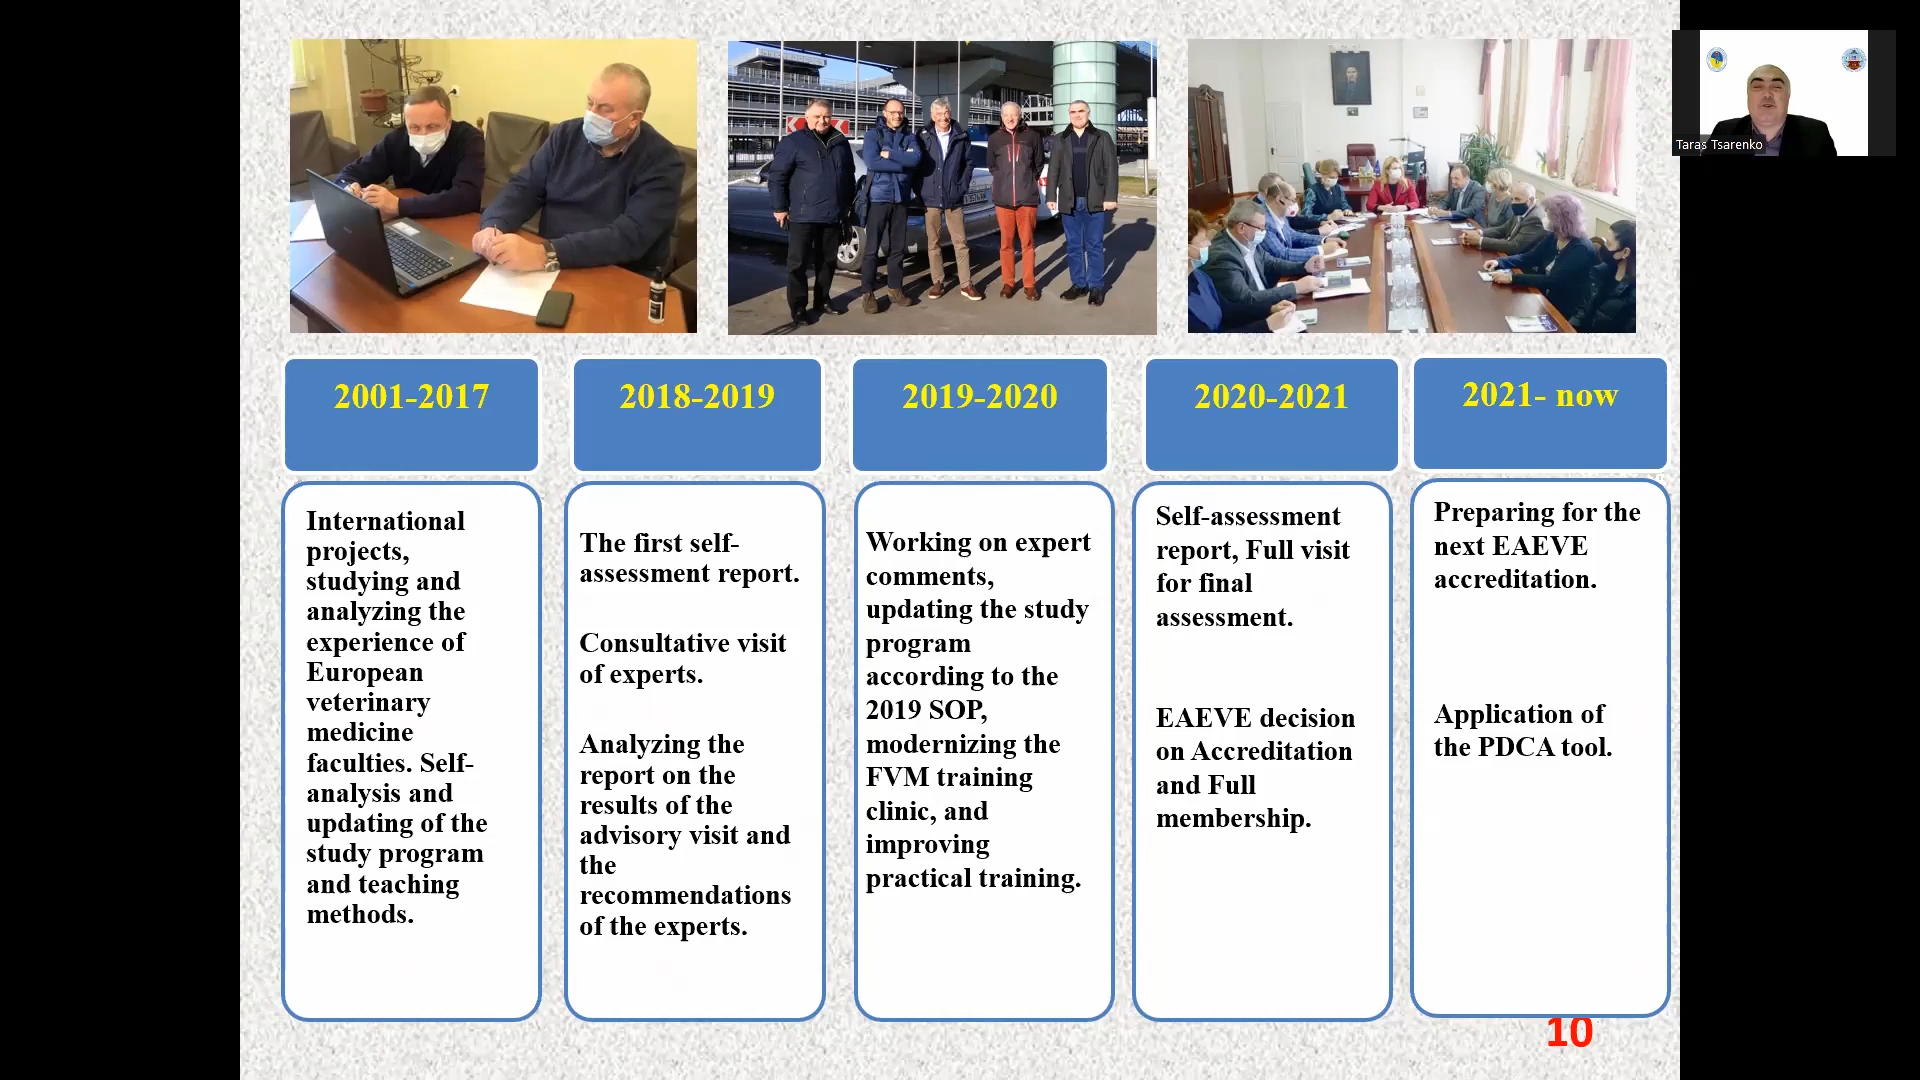 Taras Tsarenko
2001-2017
International
projects,
studying and
analyzing the
experience of
European
veterinary
medicine
faculties. Self-
analysis and
updating of the
study program
and teaching
methods.
2018-2019
The first self-
assessment report.
Consultative visit
of experts.
Analyzing the
report on the
results of the
advisory visit and
the
recommendations
of the experts.
2019-2020
Working on expert
comments,
updating the study
program
according to the
2019 SOP,
modernizing the
FVM training
clinic, and
improving
practical training.
2020-2021
Self-assessment
report, Full visit
for final
assessment.
EAEVE decision
on Accreditation
and Full
membership.
2021- now
Preparing for the
next EAEVE
accreditation.
Application of
the PDCA tool.
10